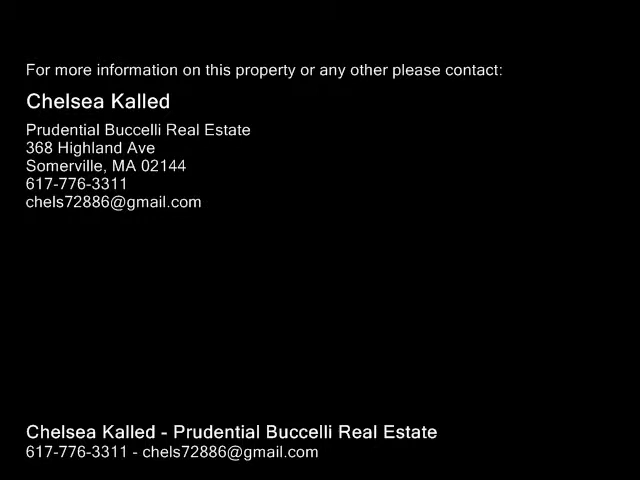 For more information on this property or any other please contact:
Chelsea Kalled
Prudential Buccelli Real Estate
368 Highland Ave
Somerville, MA 02144
617-776-3311
chels72886@gmail.com
Chelsea Kalled - Prudential Buccelli Real Estate
617-776-3311 - chels72886@gmail.com